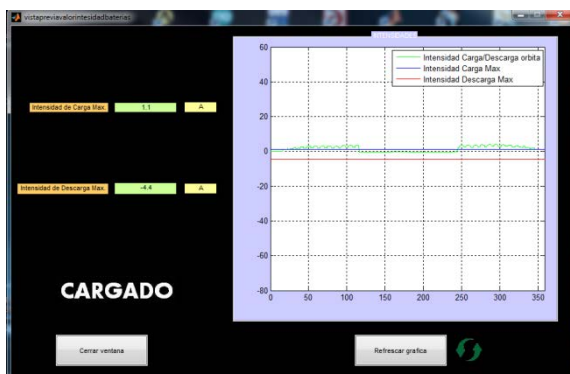 vistapreviavalorintesidadbaterias
INTENSIDADES
Intensidad Carga/Descarga orbita
Intensidad Carga Max
Intensidad Descarga Max
Intensidad de Carga Max.
1.1
A
Intensidad de Descarga Max.
-4.4
A
CARGADO
60
40
20
0
-20
-40
-60
-80
0
50
100
150
200
250
300
350
Cerrar ventana
Refrescar grafica